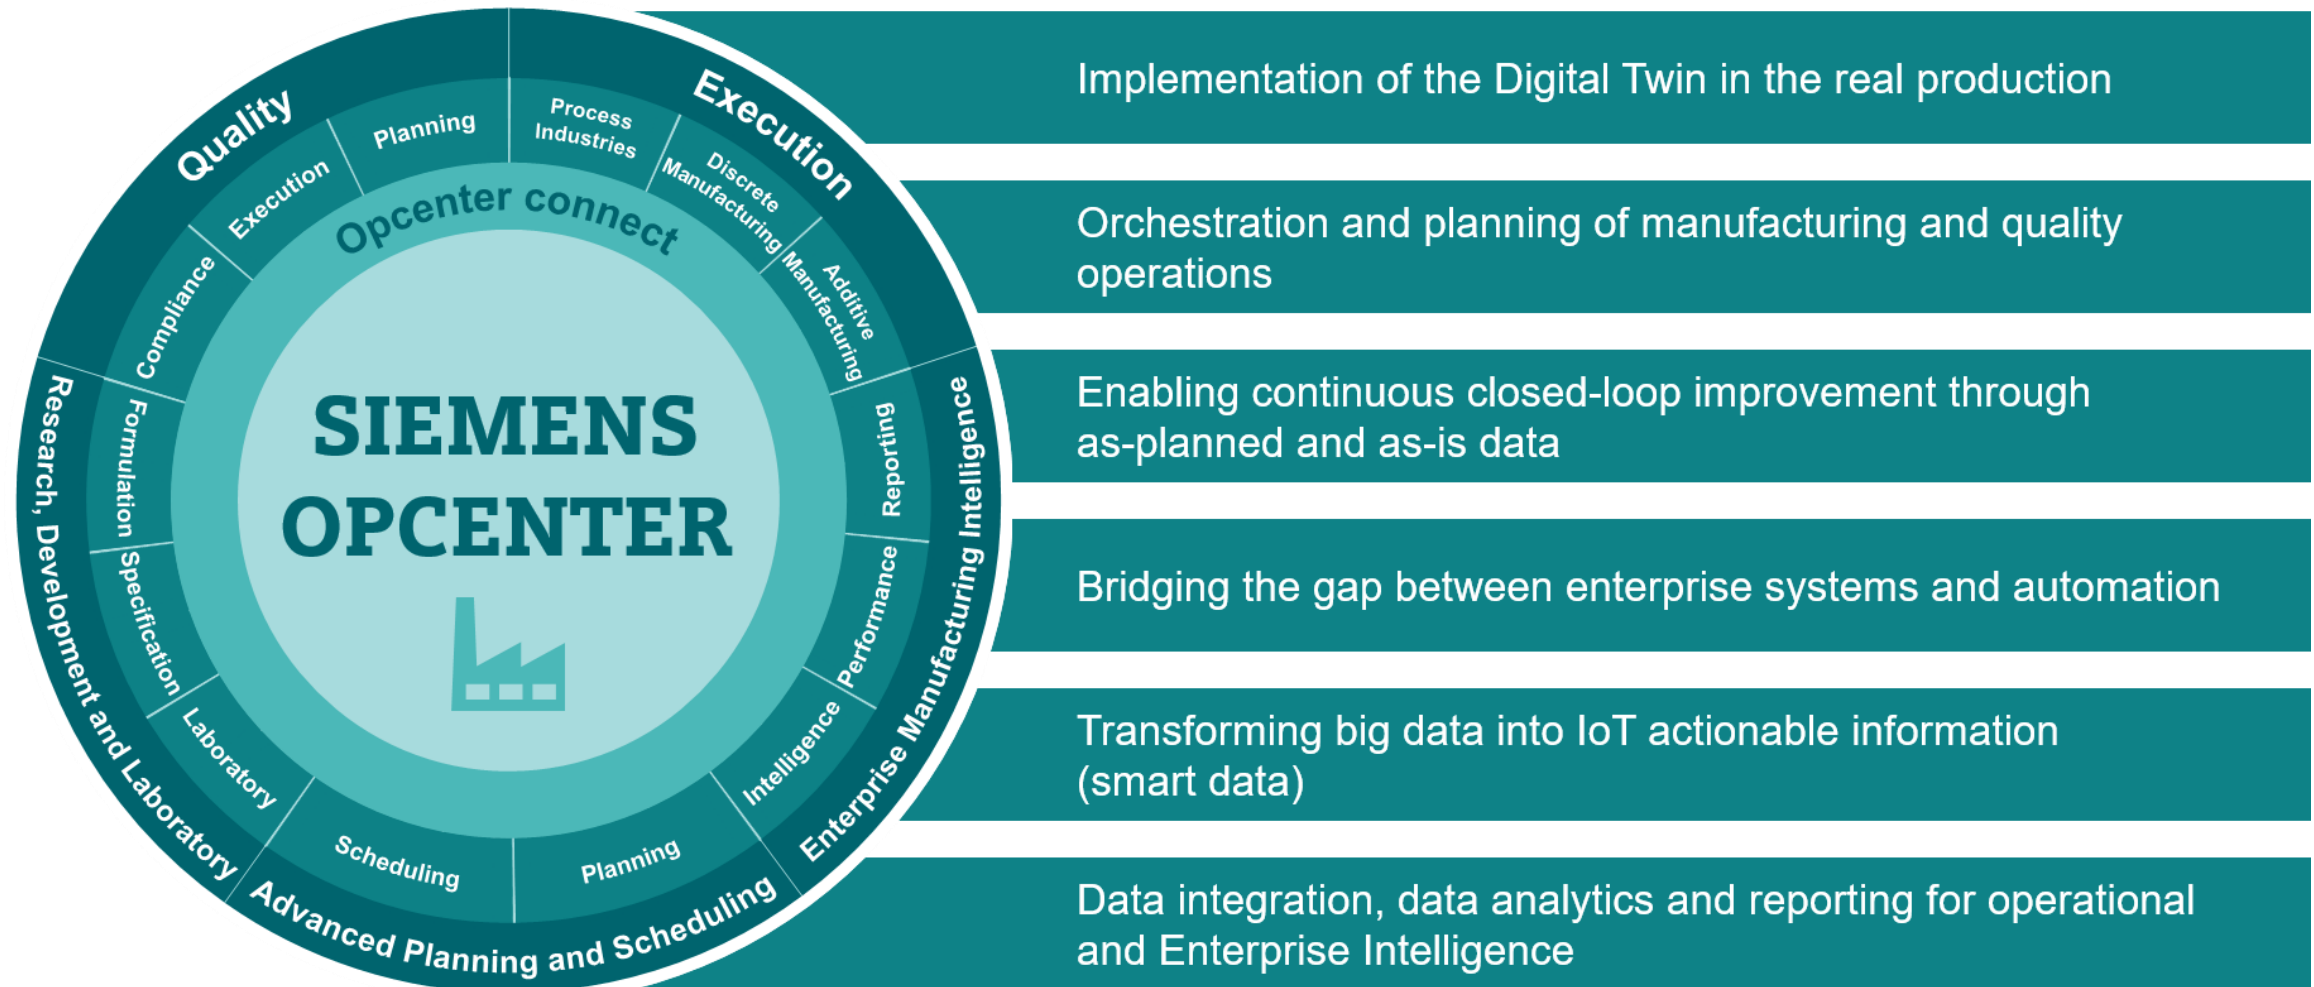 Quality
Execution
Enterprise Manufacturing Intelligence
Advanced Planning and Scheduling
Research, Development and Laboratory
Planning
Execution
Compliance
Process
Industries
Discrete
Manufacturing
Additive
Manufacturing
Reporting
Performance
Intelligence
Planning
Scheduling
Laboratory
Specification
Formulation
Opcenter connect
SIEMENS
OPCENTER
Implementation of the Digital Twin in the real production
Orchestration and planning of manufacturing and quality
operations
Enabling continuous closed-loop improvement through
as-planned and as-is data
Bridging the gap between enterprise systems and automation
Transforming big data into IoT actionable information
(smart data)
Data integration, data analytics and reporting for operational
and Enterprise Intelligence